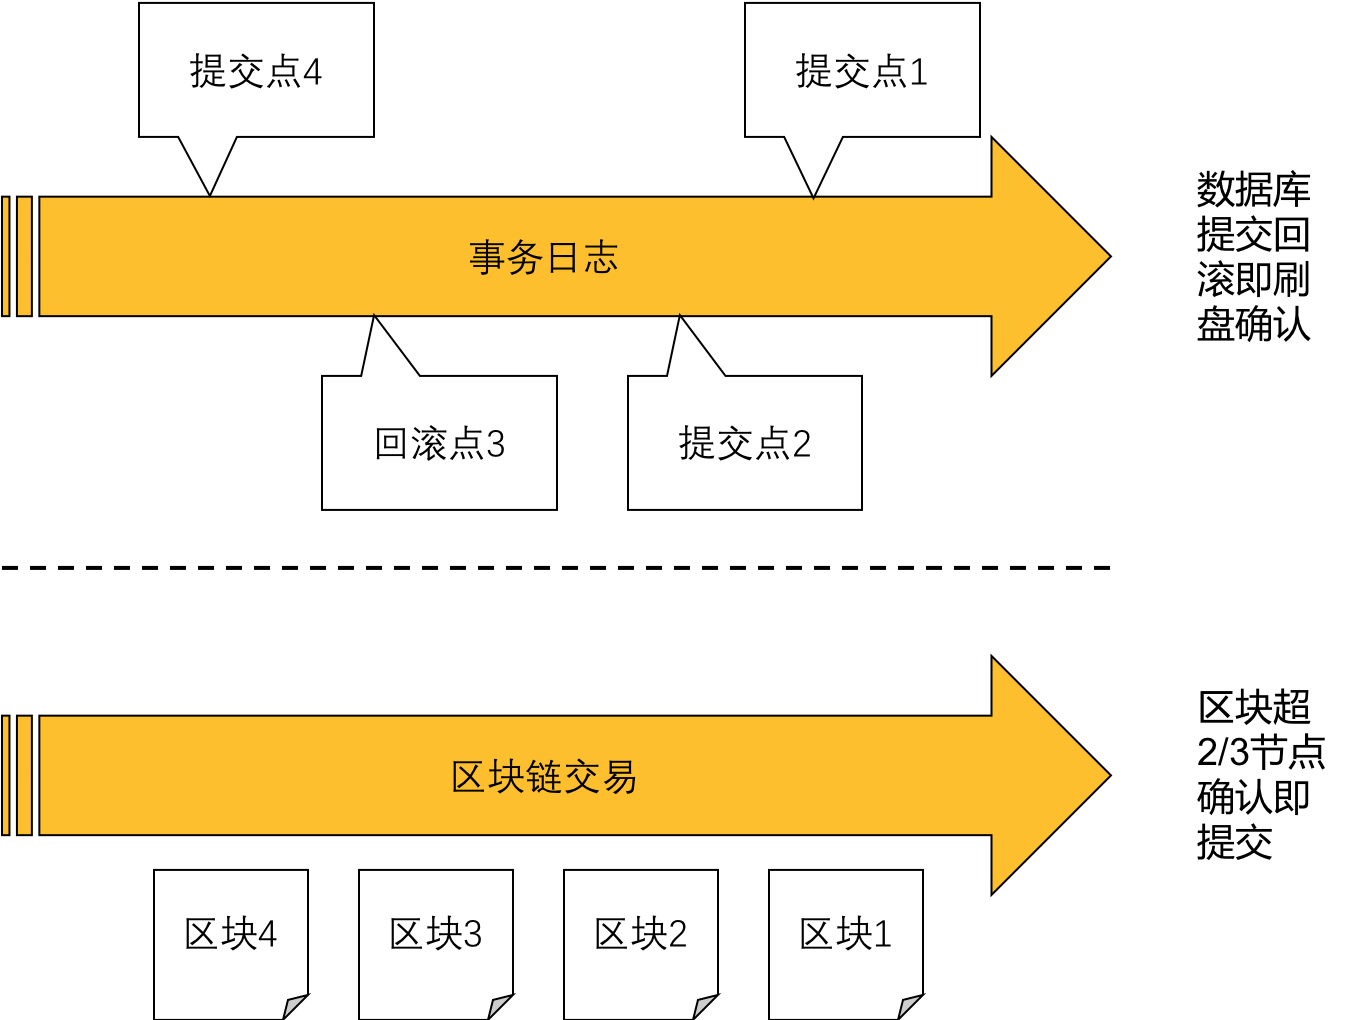 提交点4
提交点1
事务日志
数据库
提交回
滚即刷
盘确认
回滚点3
提交点2
区块链交易
区块超
2/3节点
确认即
提交
区块4
区块3
区块2
区块1